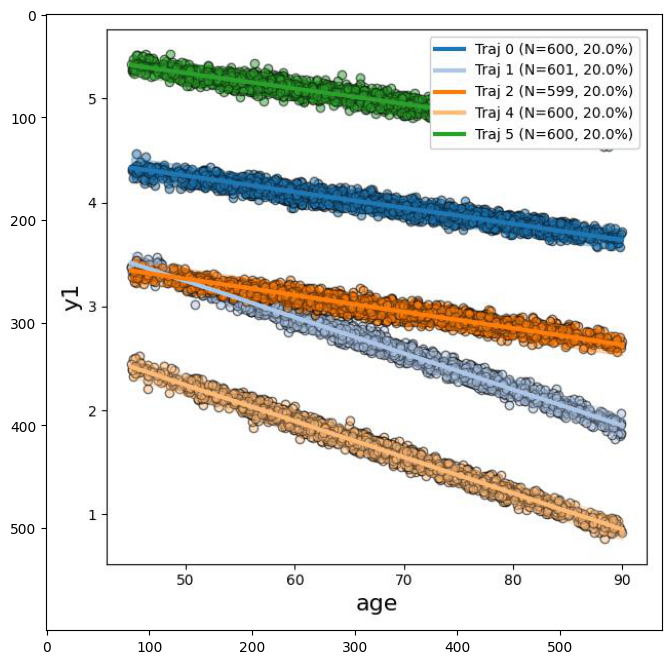 0
100
200
300
400
500
5
4
3
2
1
y1
Traj 0 (N=600, 20.0%)
Traj 1 (N=601, 20.0%)
Traj 2 (N=599, 20.0%)
Traj 4 (N=600, 20.0%)
Traj 5 (N=600, 20.0%)
50 60 70 80 90
age
0 100 200 300 400 500